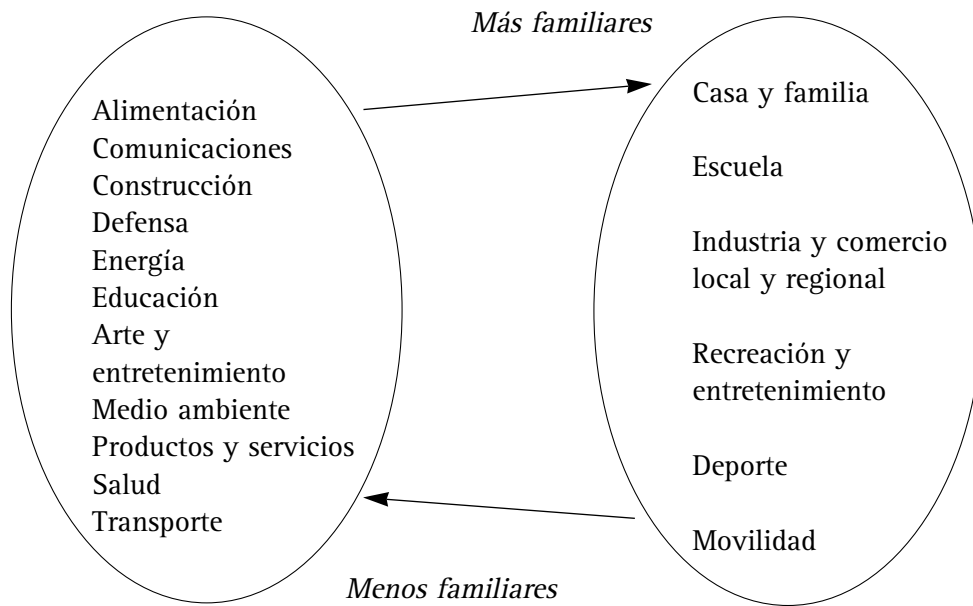 Más familiares
Alimentación
Comunicaciones
Construcción
Defensa
Energía
Educación
Arte y
entretenimiento
Medio ambiente
Productos y servicios
Salud
Transporte
Casa y familia
Escuela
Industria y comercio
local y regional
Recreación y
entretenimiento
Deporte
Movilidad
Menos familiares